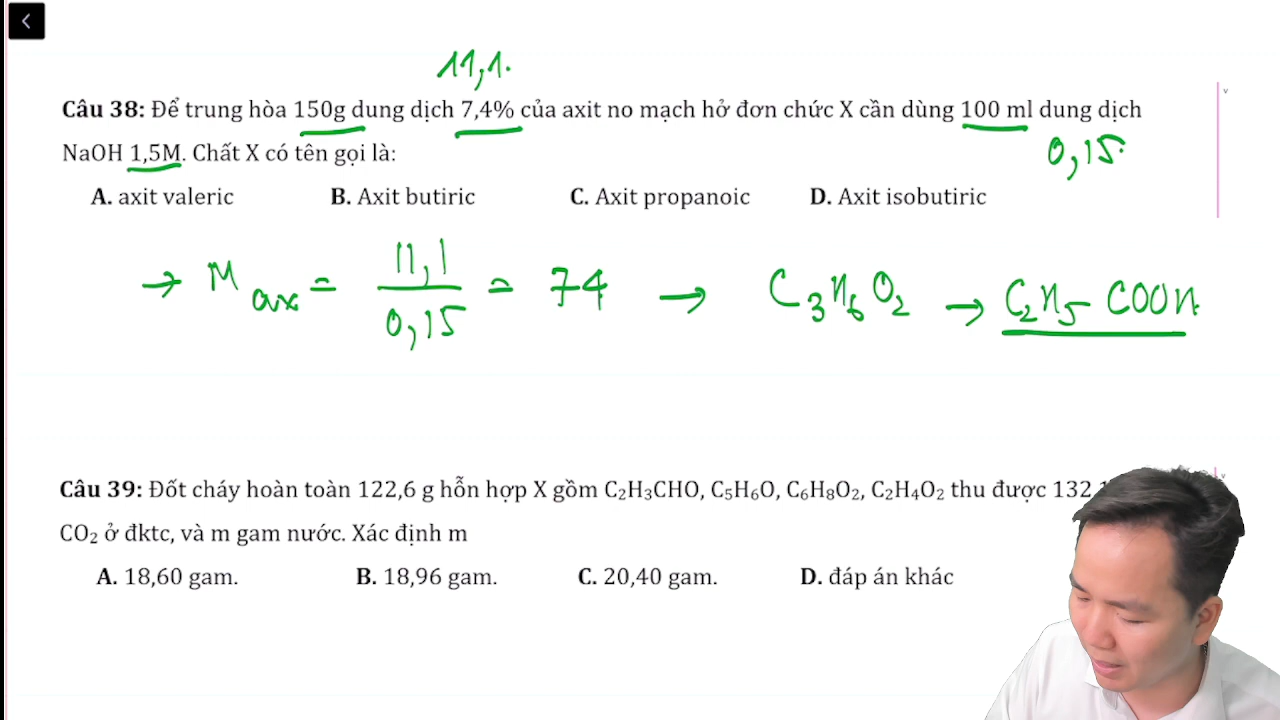 11,1.
Câu 38: Để trung hòa 150g dung dịch 7,4% của axit no mạch hở đơn chức X cần dùng 100 ml dung dịch
NaOH 1,5M. Chất X có tên gọi là:
0,15.
A. axit valeric B. Axit butiric C. Axit propanoic D. Axit isobutiric
→ M ax = 11,1 / 0,15 = 74 → C3H6O2 → C2H5COOH
Câu 39: Đốt cháy hoàn toàn 122,6 g hỗn hợp X gồm C₂H₃CHO, C₅H₆O, C₆H₈O₂, C₂H₄O₂ thu được 132,
CO₂ ở đktc, và m gam nước. Xác định m
A. 18,60 gam. B. 18,96 gam. C. 20,40 gam. D. đáp án khác